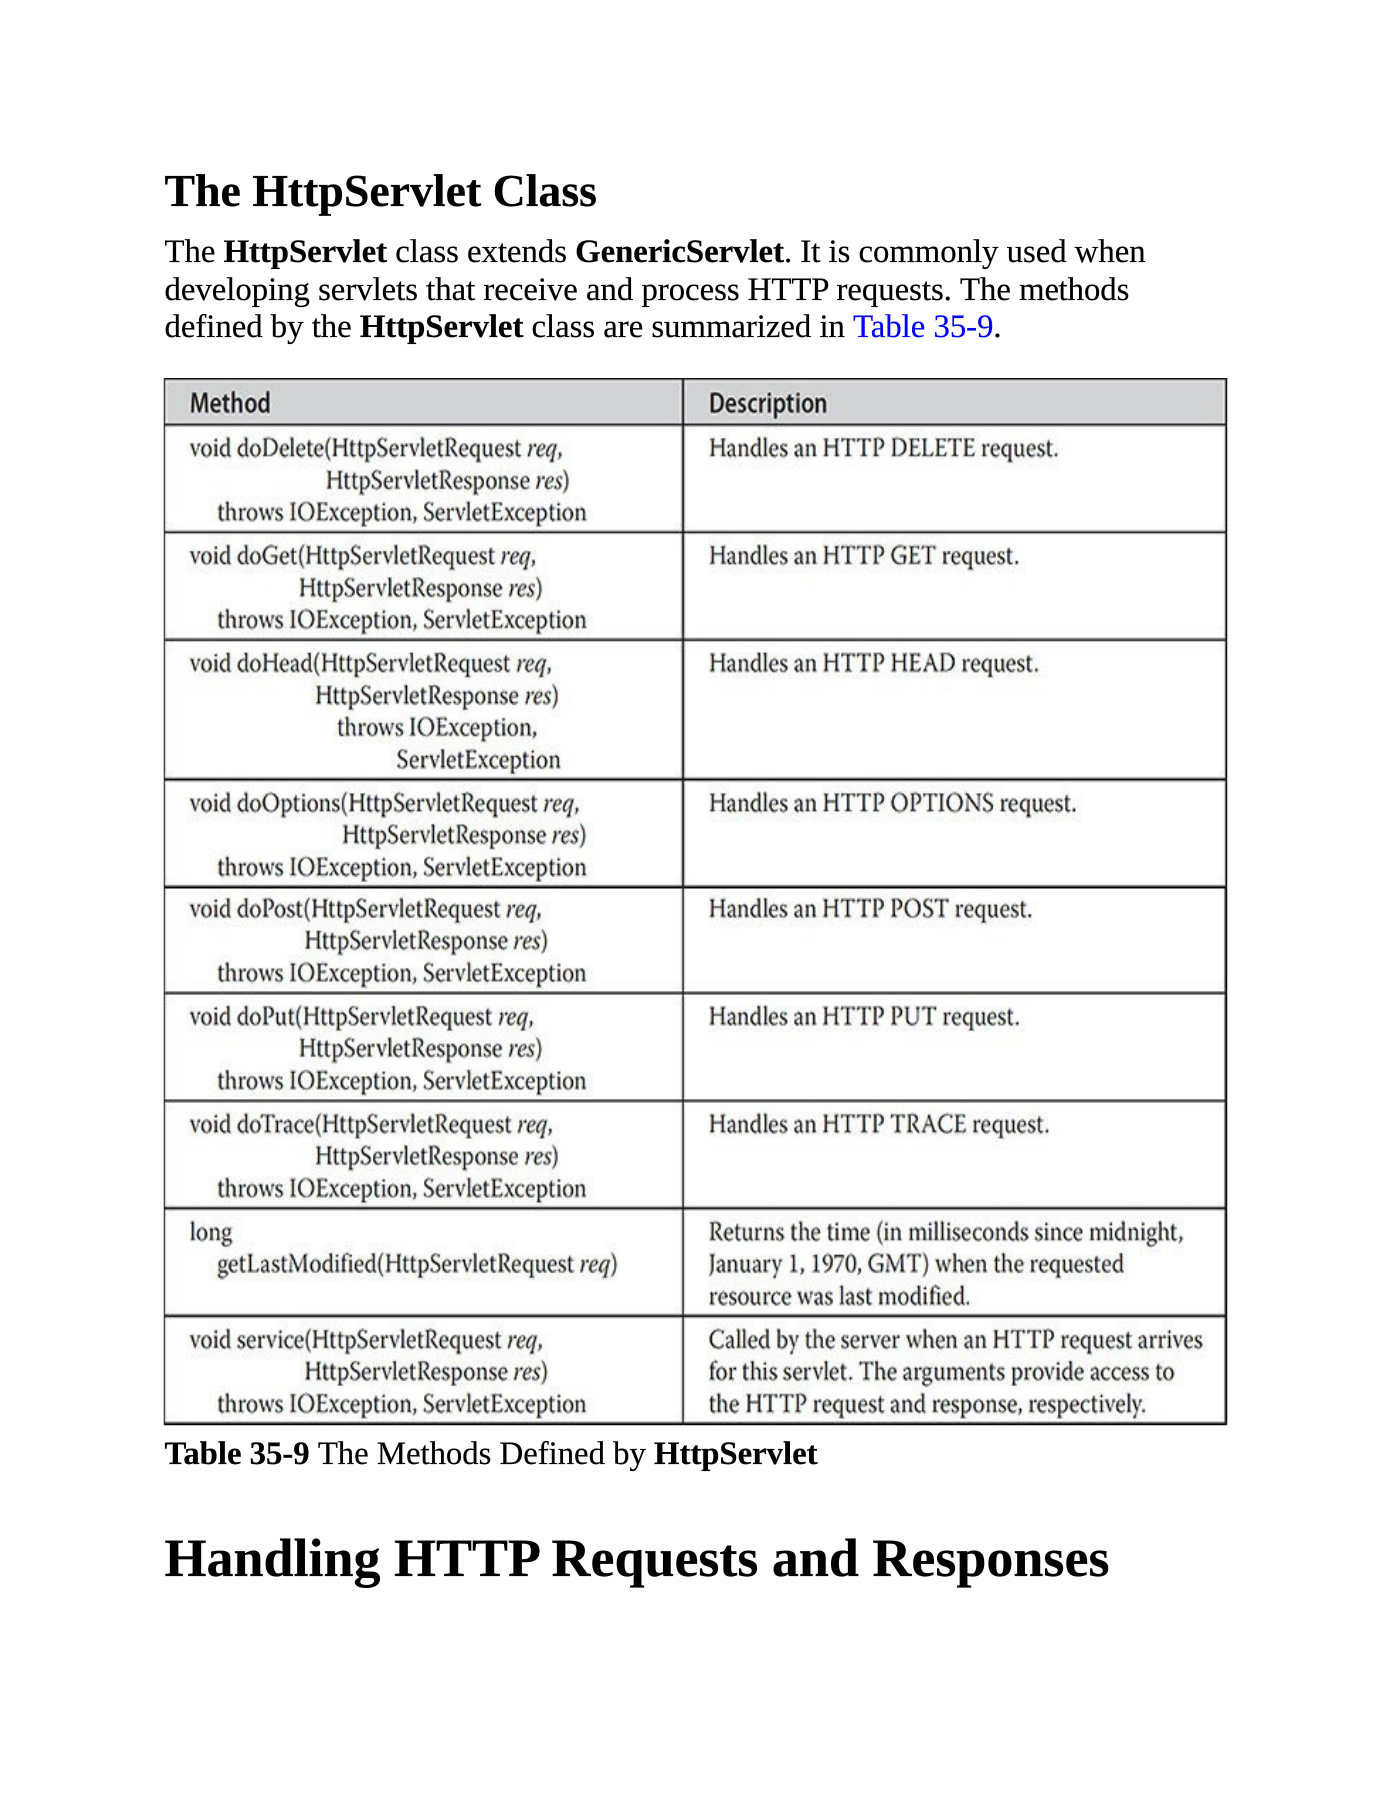 The HttpServlet Class
The HttpServlet class extends GenericServlet. It is commonly used when
developing servlets that receive and process HTTP requests. The methods
defined by the HttpServlet class are summarized in Table 35-9.
Method Description
void doDelete(HttpServletRequest req, Handles an HTTP DELETE request.
HttpServletResponse res)
throws IOException, ServletException
void doGet(HttpServletRequest req, Handles an HTTP GET request.
HttpServletResponse res)
throws IOException, ServletException
void doHead(HttpServletRequest req, Handles an HTTP HEAD request.
HttpServletResponse res)
throws IOException,
ServletException
void doOptions(HttpServletRequest req, Handles an HTTP OPTIONS request.
HttpServletResponse res)
throws IOException, ServletException
void doPost(HttpServletRequest req, Handles an HTTP POST request.
HttpServletResponse res)
throws IOException, ServletException
void doPut(HttpServletRequest req, Handles an HTTP PUT request.
HttpServletResponse res)
throws IOException, ServletException
void doTrace(HttpServletRequest req, Handles an HTTP TRACE request.
HttpServletResponse res)
throws IOException, ServletException
long Returns the time (in milliseconds since midnight,
getLastModified(HttpServletRequest req) January 1, 1970, GMT) when the requested
resource was last modified.
void service(HttpServletRequest req, Called by the server when an HTTP request arrives
HttpServletResponse res) for this servlet. The arguments provide access to
throws IOException, ServletException the HTTP request and response, respectively.
Table 35-9 The Methods Defined by HttpServlet
Handling HTTP Requests and Responses